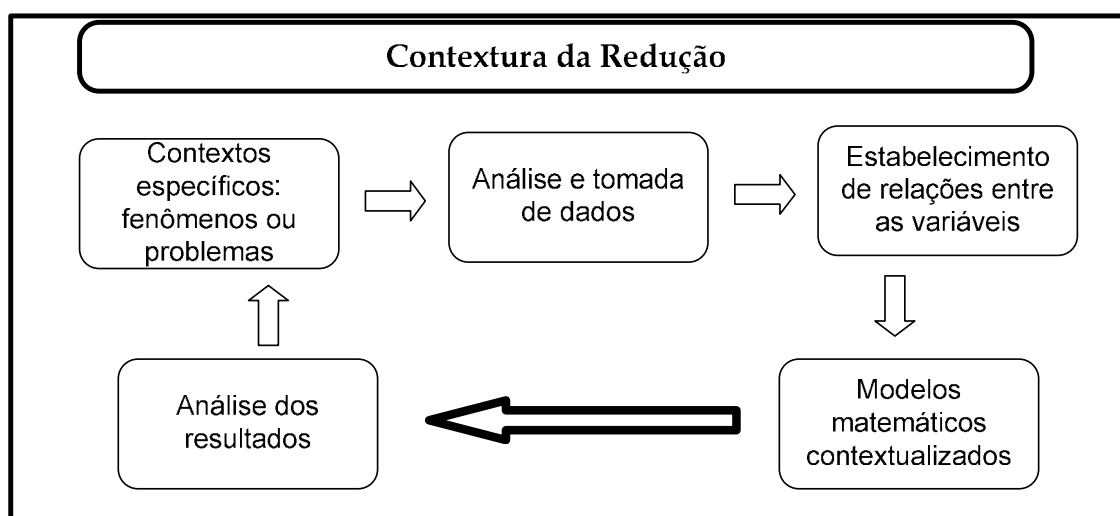 Contextura da Redução
Contextos
específicos:
fenômenos ou
problemas
Análise e tomada
de dados
Estabelecimento
de relações entre
as variáveis
Modelos
matemáticos
contextualizados
Análise dos
resultados